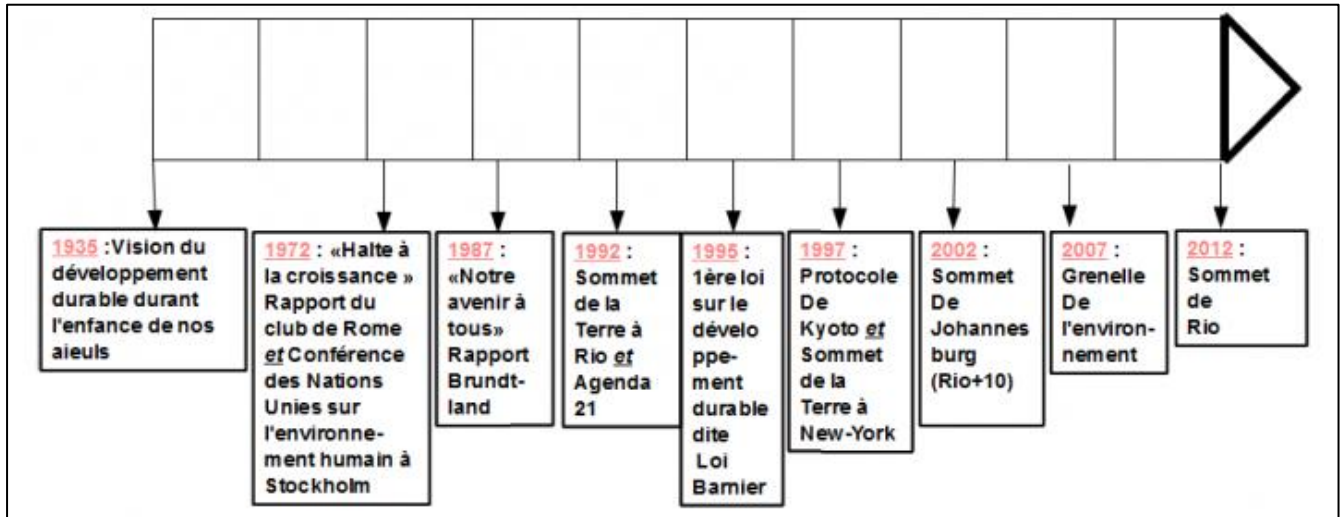 1935 :Vision du
développement
durable durant
l'enfance de nos
aieuls
1972 : «Halte à
la croissance »
Rapport du
club de Rome
et Conférence
des Nations
Unies sur
l'environne-
ment humain à
Stockholm
1987 :
«Notre
avenir à
tous»
Rapport
Brundt-
land
1992 :
Sommet
de la
Terre à
Rio et
Agenda
21
1995 :
1ère loi
sur le
dévelo
ppe-
ment
durable
dite
Loi
Barnier
1997 :
Protocole
De
Kyoto et
Sommet
de la
Terre à
New-York
2002 :
Sommet
De
Johannes
burg
(Rio+10)
2007 :
Grenelle
De
l'environ-
nement
2012 :
Sommet
de
Rio